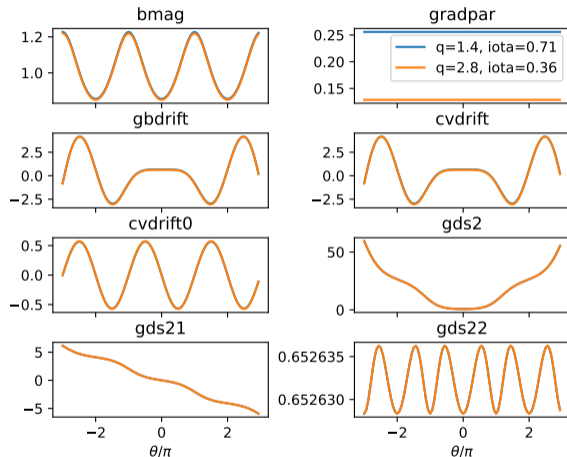 bmag
gradpar
1.2
1.0
0.25
0.20
0.15
q=1.4, iota=0.71
q=2.8, iota=0.36
gbdrift
cvdrift
2.5
0.0
−2.5
2.5
0.0
−2.5
cvdrift0
gds2
0.5
0.0
−0.5
50
0
gds21
gds22
5
0
−5
0.652635
0.652630
−2 0 2
−2 0 2
θ/π
θ/π